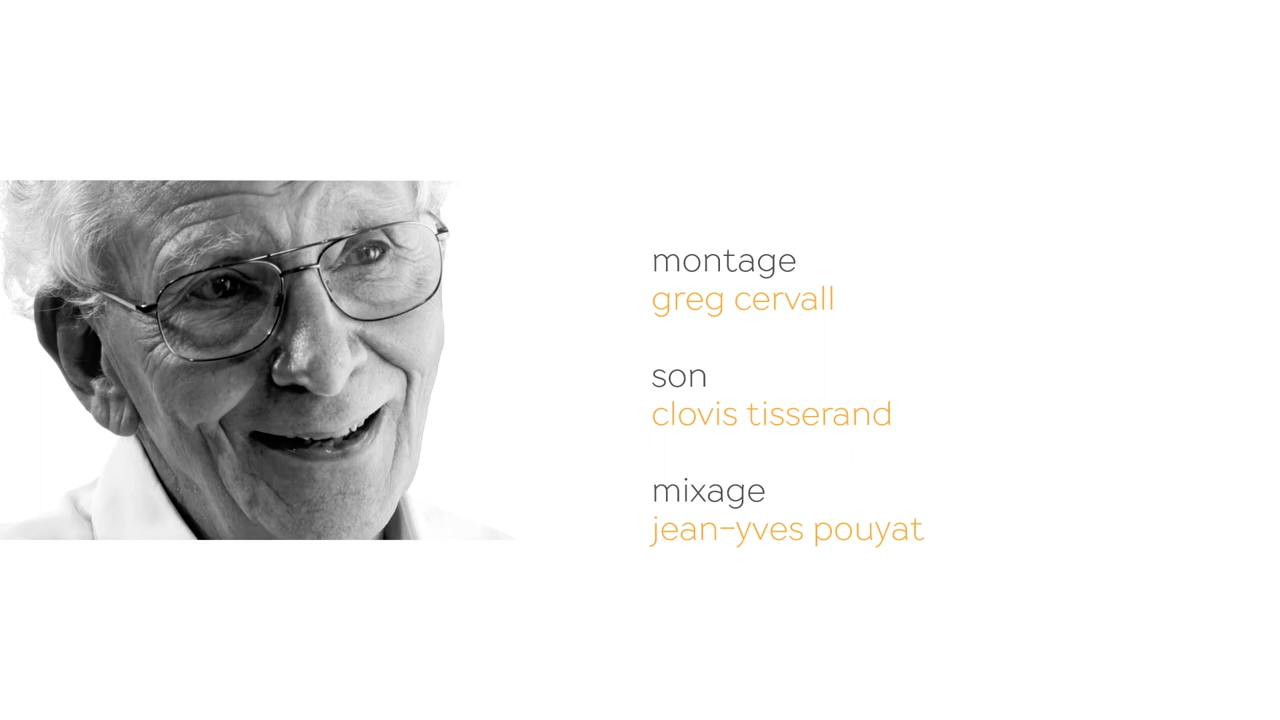 montage
greg cervall
son
clovis tisserand
mixage
jean-yves pouyat